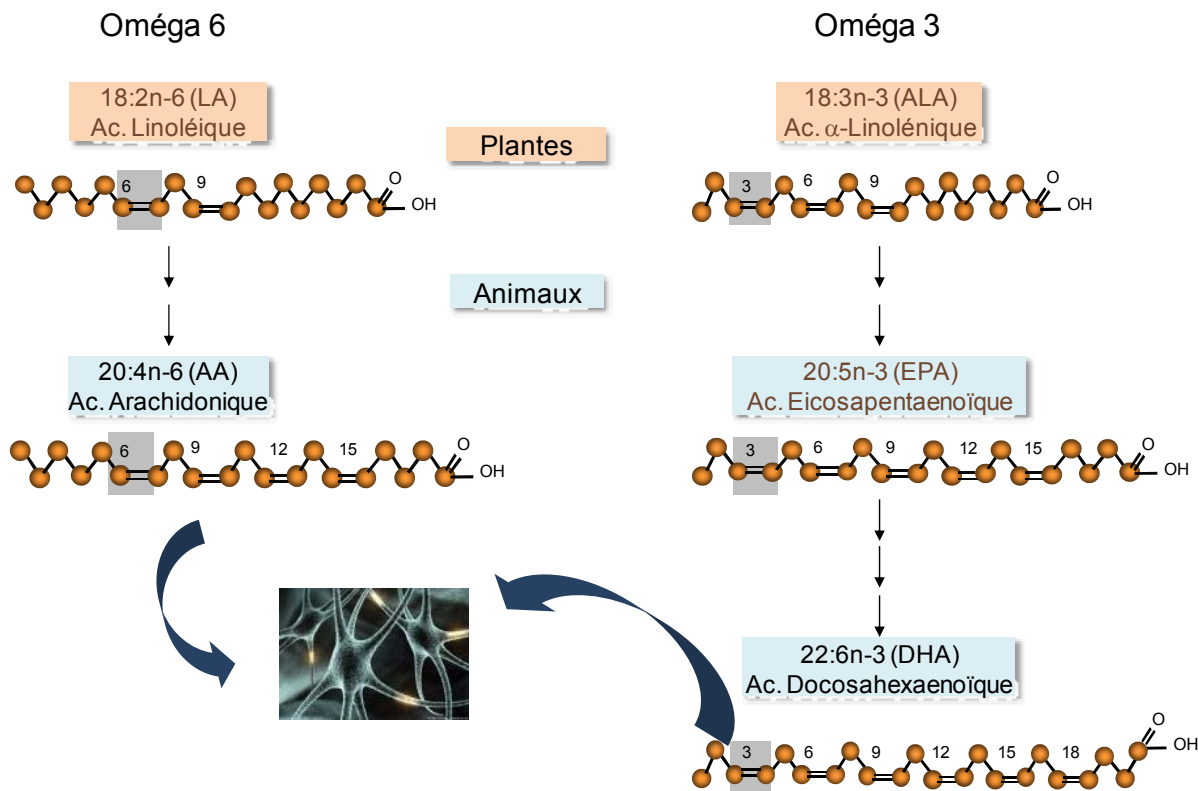 Oméga 6
Oméga 3
18:2n-6 (LA)
Ac. Linoléique
18:3n-3 (ALA)
Ac. α-Linolénique
Plantes
6 9 O OH
3 6 9 O OH
Animaux
20:4n-6 (AA)
Ac. Arachidonique
20:5n-3 (EPA)
Ac. Eicosapentaenoïque
6 9 12 15 O OH
3 6 9 12 15 O OH
22:6n-3 (DHA)
Ac. Docosahexaenoïque
3 6 9 12 15 18 O OH